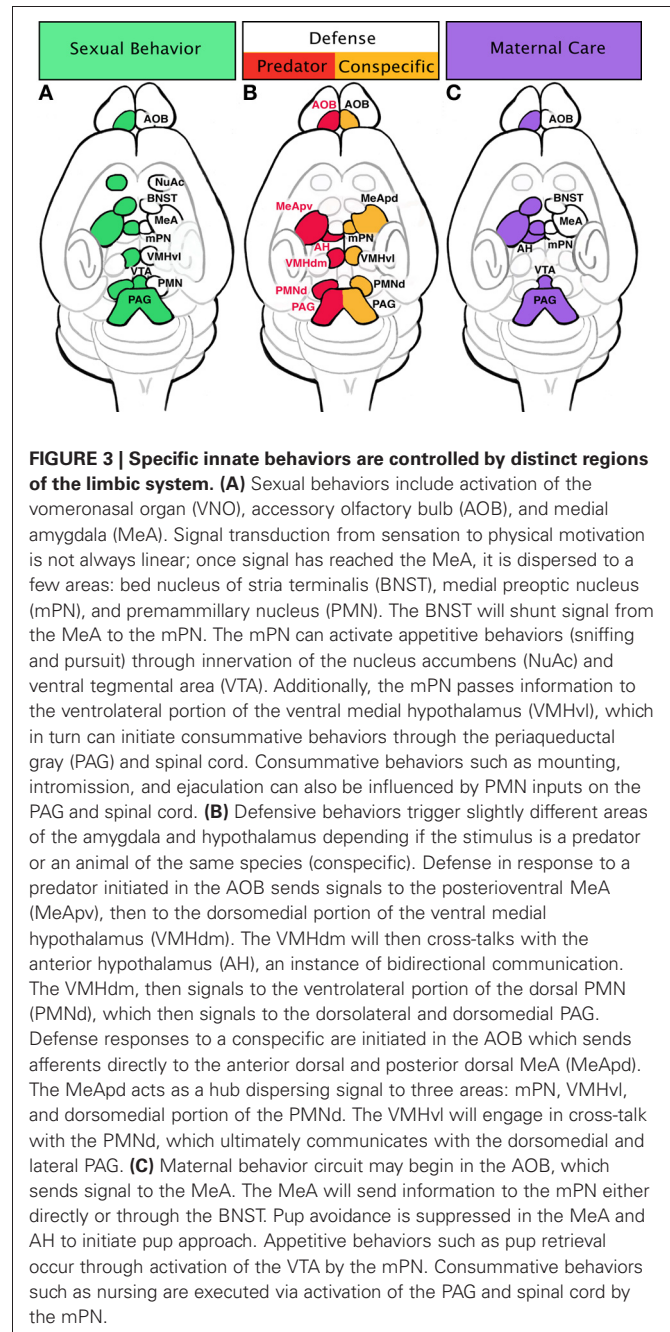 Sexual Behavior
Defense
Predator Conspecific
Maternal Care
A
AOB
NuAc
BNST
MeA
mPN
VMHvl
VTA
PMN
PAG
B
AOB AOB
MeApv
MeApd
AH
mPN
VMHdm
VMHvl
PMNd
PMNd
PAG
PAG
C
AOB
BNST
MeA
mPN
AH
VTA
PAG
FIGURE 3 | Specific innate behaviors are controlled by distinct regions
of the limbic system. (A) Sexual behaviors include activation of the
vomeronasal organ (VNO), accessory olfactory bulb (AOB), and medial
amygdala (MeA). Signal transduction from sensation to physical motivation
is not always linear; once signal has reached the MeA, it is dispersed to a
few areas: bed nucleus of stria terminalis (BNST), medial preoptic nucleus
(mPN), and premammillary nucleus (PMN). The BNST will shunt signal from
the MeA to the mPN. The mPN can activate appetitive behaviors (sniffing
and pursuit) through innervation of the nucleus accumbens (NuAc) and
ventral tegmental area (VTA). Additionally, the mPN passes information to
the ventrolateral portion of the ventral medial hypothalamus (VMHvl), which
in turn can initiate consummative behaviors through the periaqueductal
gray (PAG) and spinal cord. Consummative behaviors such as mounting,
intromission, and ejaculation can also be influenced by PMN inputs on the
PAG and spinal cord. (B) Defensive behaviors trigger slightly different areas
of the amygdala and hypothalamus depending if the stimulus is a predator
or an animal of the same species (conspecific). Defense in response to a
predator initiated in the AOB sends signals to the posterioventral MeA
(MeApv), then to the dorsomedial portion of the ventral medial
hypothalamus (VMHdm). The VMHdm will then cross-talks with the
anterior hypothalamus (AH), an instance of bidirectional communication.
The VMHdm, then signals to the ventrolateral portion of the dorsal PMN
(PMNd), which then signals to the dorsolateral and dorsomedial PAG.
Defense responses to a conspecific are initiated in the AOB which sends
afferents directly to the anterior dorsal and posterior dorsal MeA (MeApd).
The MeApd acts as a hub dispersing signal to three areas: mPN, VMHvl,
and dorsomedial portion of the PMNd. The VMHvl will engage in cross-talk
with the PMNd, which ultimately communicates with the dorsomedial and
lateral PAG. (C) Maternal behavior circuit may begin in the AOB, which
sends signal to the MeA. The MeA will send information to the mPN either
directly or through the BNST. Pup avoidance is suppressed in the MeA and
AH to initiate pup approach. Appetitive behaviors such as pup retrieval
occur through activation of the VTA by the mPN. Consummative behaviors
such as nursing are executed via activation of the PAG and spinal cord by
the mPN.